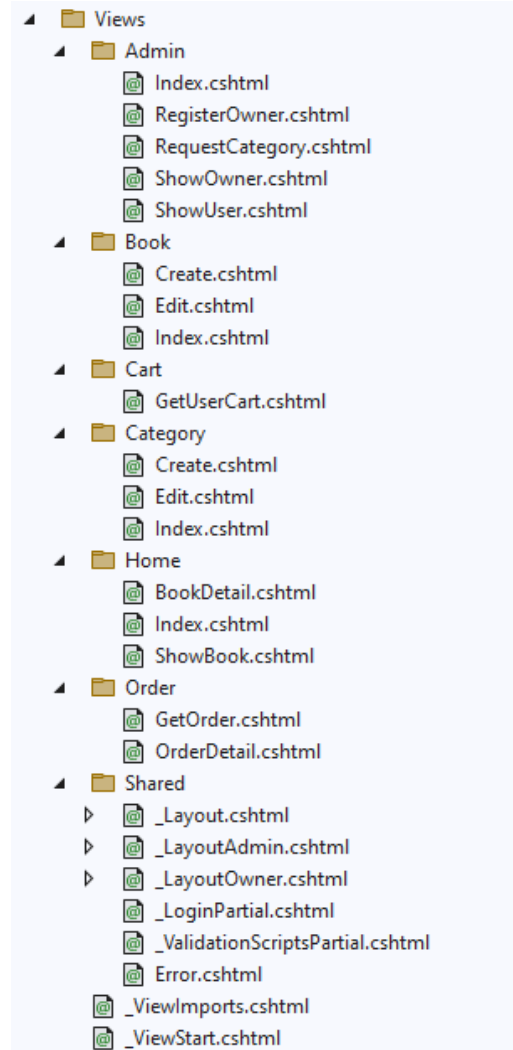 Views
Admin
Index.cshtml
RegisterOwner.cshtml
RequestCategory.cshtml
ShowOwner.cshtml
ShowUser.cshtml
Book
Create.cshtml
Edit.cshtml
Index.cshtml
Cart
GetUserCart.cshtml
Category
Create.cshtml
Edit.cshtml
Index.cshtml
Home
BookDetail.cshtml
Index.cshtml
ShowBook.cshtml
Order
GetOrder.cshtml
OrderDetail.cshtml
Shared
_Layout.cshtml
_LayoutAdmin.cshtml
_LayoutOwner.cshtml
_LoginPartial.cshtml
_ValidationScriptsPartial.cshtml
Error.cshtml
_ViewImports.cshtml
_ViewStart.cshtml